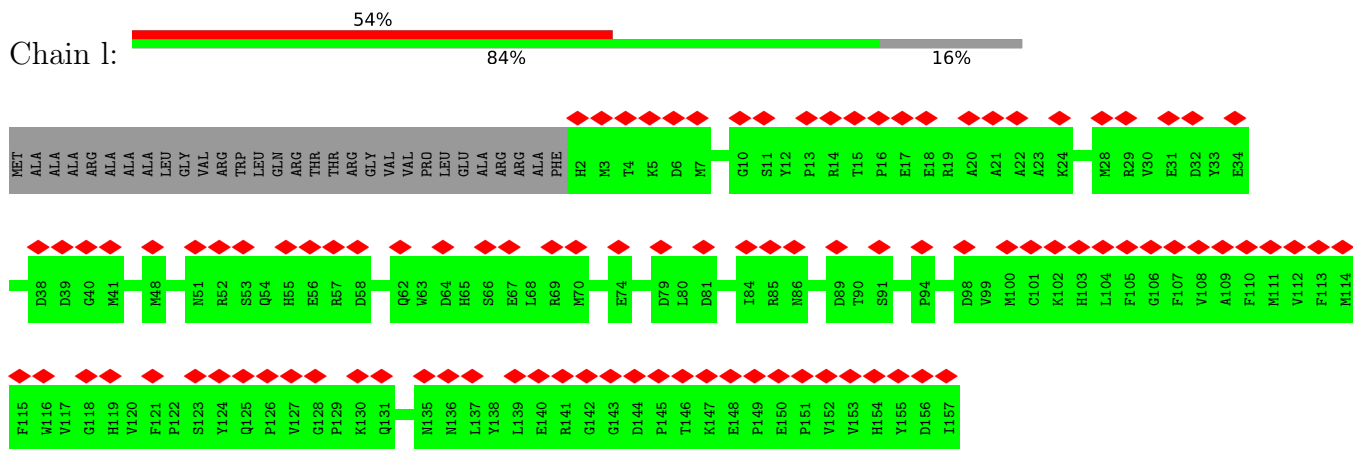 54%
Chain l:
84% 16%
MET ALA ALA ALA ARG ALA ALA ALA LEU GLY VAL ARG TRP LEU GLN ARG THR THR ARG GLY VAL VAL PRO LEU GLU ALA ARG ARG ALA PHE H2 M3 T4 K5 D6 M7 G10 S11 Y12 P13 R14 T15 P16 E17 E18 R19 A20 A21 A22 A23 K24 M28 R29 V30 E31 D32 Y33 E34
D38 D39 G40 M41 M48 N51 R52 S53 Q54 H55 E56 R57 D58 Q62 W63 D64 H65 S66 E67 L68 R69 M70 E74 D79 L80 D81 I84 R85 N86 D89 T90 S91 P94 D98 V99 M100 C101 K102 H103 L104 F105 G106 F107 V108 A109 F110 M111 V112 F113 M114
F115 W116 V117 G118 H119 V120 F121 P122 S123 Y124 Q125 P126 V127 G128 P129 K130 Q131 N135 N136 L137 Y138 L139 E140 R141 G142 G143 D144 P145 T146 K147 E148 P149 E150 P151 V152 V153 H154 Y155 D156 I157